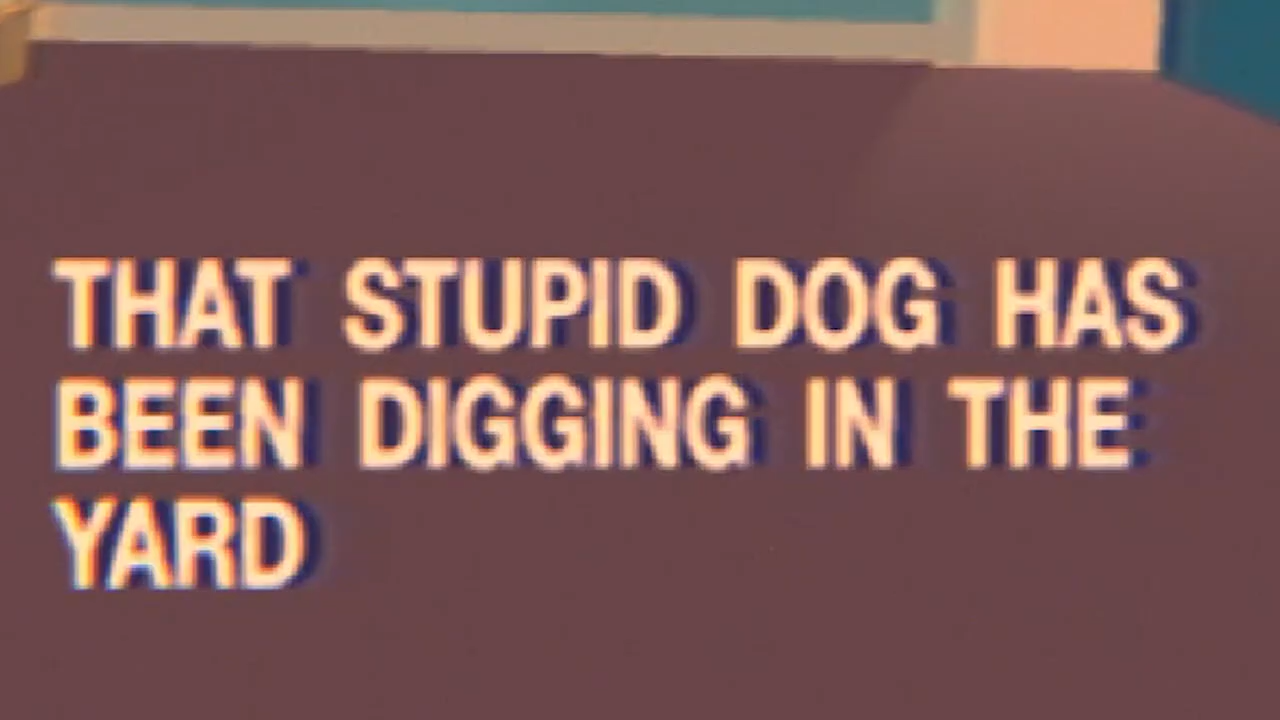 THAT STUPID DOG HAS
BEEN DIGGING IN THE
YARD